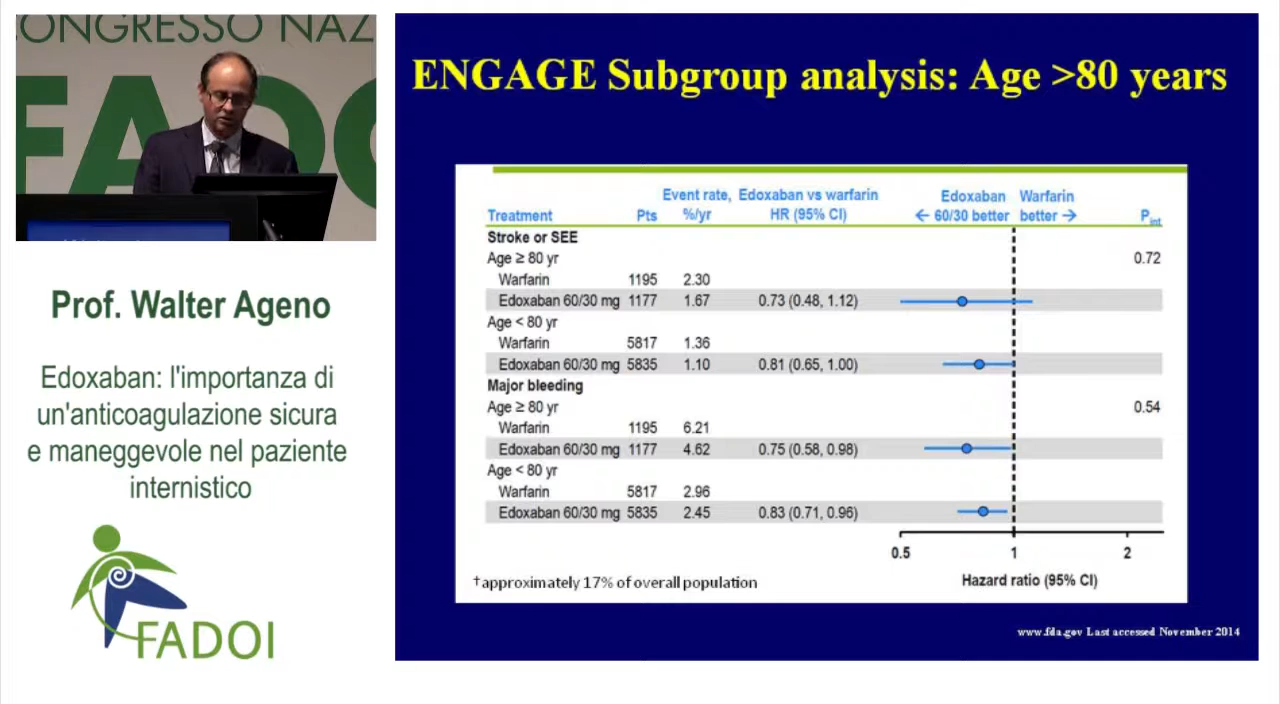 CONGRESSO NAZ
FADO
Prof. Walter Ageno
Edoxaban: l'importanza di
un'anticoagulazione sicura
e maneggevole nel paziente
internistico
FADOI
ENGAGE Subgroup analysis: Age >80 years
Treatment Pts Event rate, %/yr Edoxaban vs warfarin HR (95% CI) Edoxaban ← 60/30 better Warfarin better → Pint
Stroke or SEE
Age ≥ 80 yr 0.72
Warfarin 1195 2.30
Edoxaban 60/30 mg 1177 1.67 0.73 (0.48, 1.12)
Age < 80 yr
Warfarin 5817 1.36
Edoxaban 60/30 mg 5835 1.10 0.81 (0.65, 1.00)
Major bleeding
Age ≥ 80 yr 0.54
Warfarin 1195 6.21
Edoxaban 60/30 mg 1177 4.62 0.75 (0.58, 0.98)
Age < 80 yr
Warfarin 5817 2.96
Edoxaban 60/30 mg 5835 2.45 0.83 (0.71, 0.96)
0.5 1 2
†approximately 17% of overall population Hazard ratio (95% CI)
www.fda.gov Last accessed November 2014